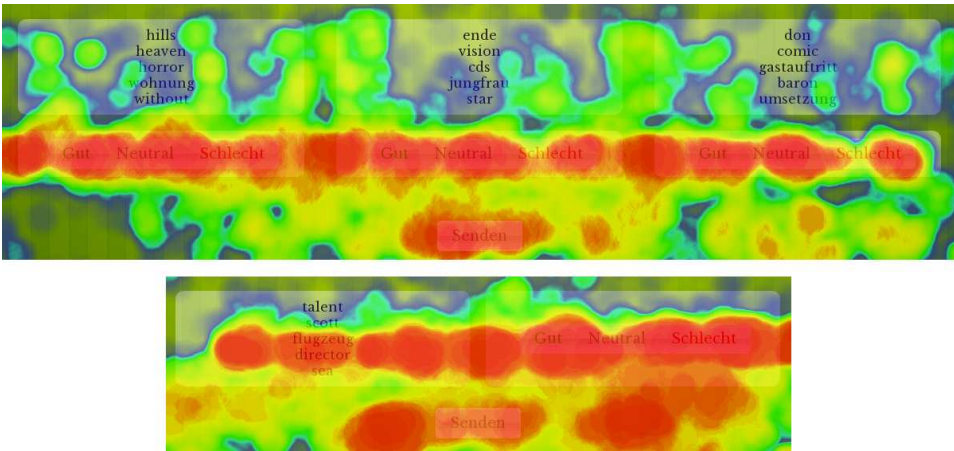 hills
heaven
horror
wohnung
without
ende
vision
cds
jungfrau
star
don
comic
gastauftritt
baron
umsetzung
Gut Neutral Schlecht Gut Neutral Schlecht Gut Neutral Schlecht
Senden
talent
scott
flugzeug
director
sea
Gut Neutral Schlecht
Senden